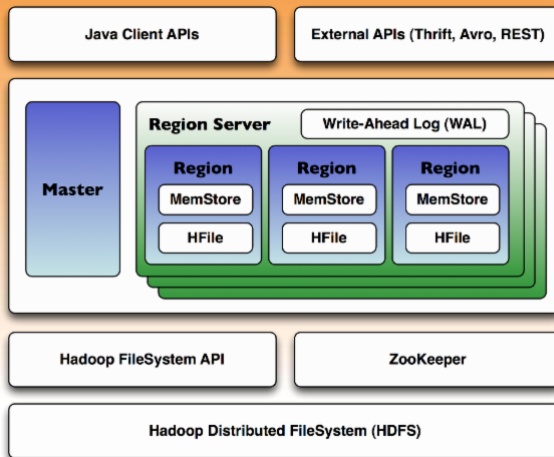 Java Client APIs
External APIs (Thrift, Avro, REST)
Master
Region Server
Write-Ahead Log (WAL)
Region
MemStore
HFile
Region
MemStore
HFile
Region
MemStore
HFile
Hadoop FileSystem API
ZooKeeper
Hadoop Distributed FileSystem (HDFS)